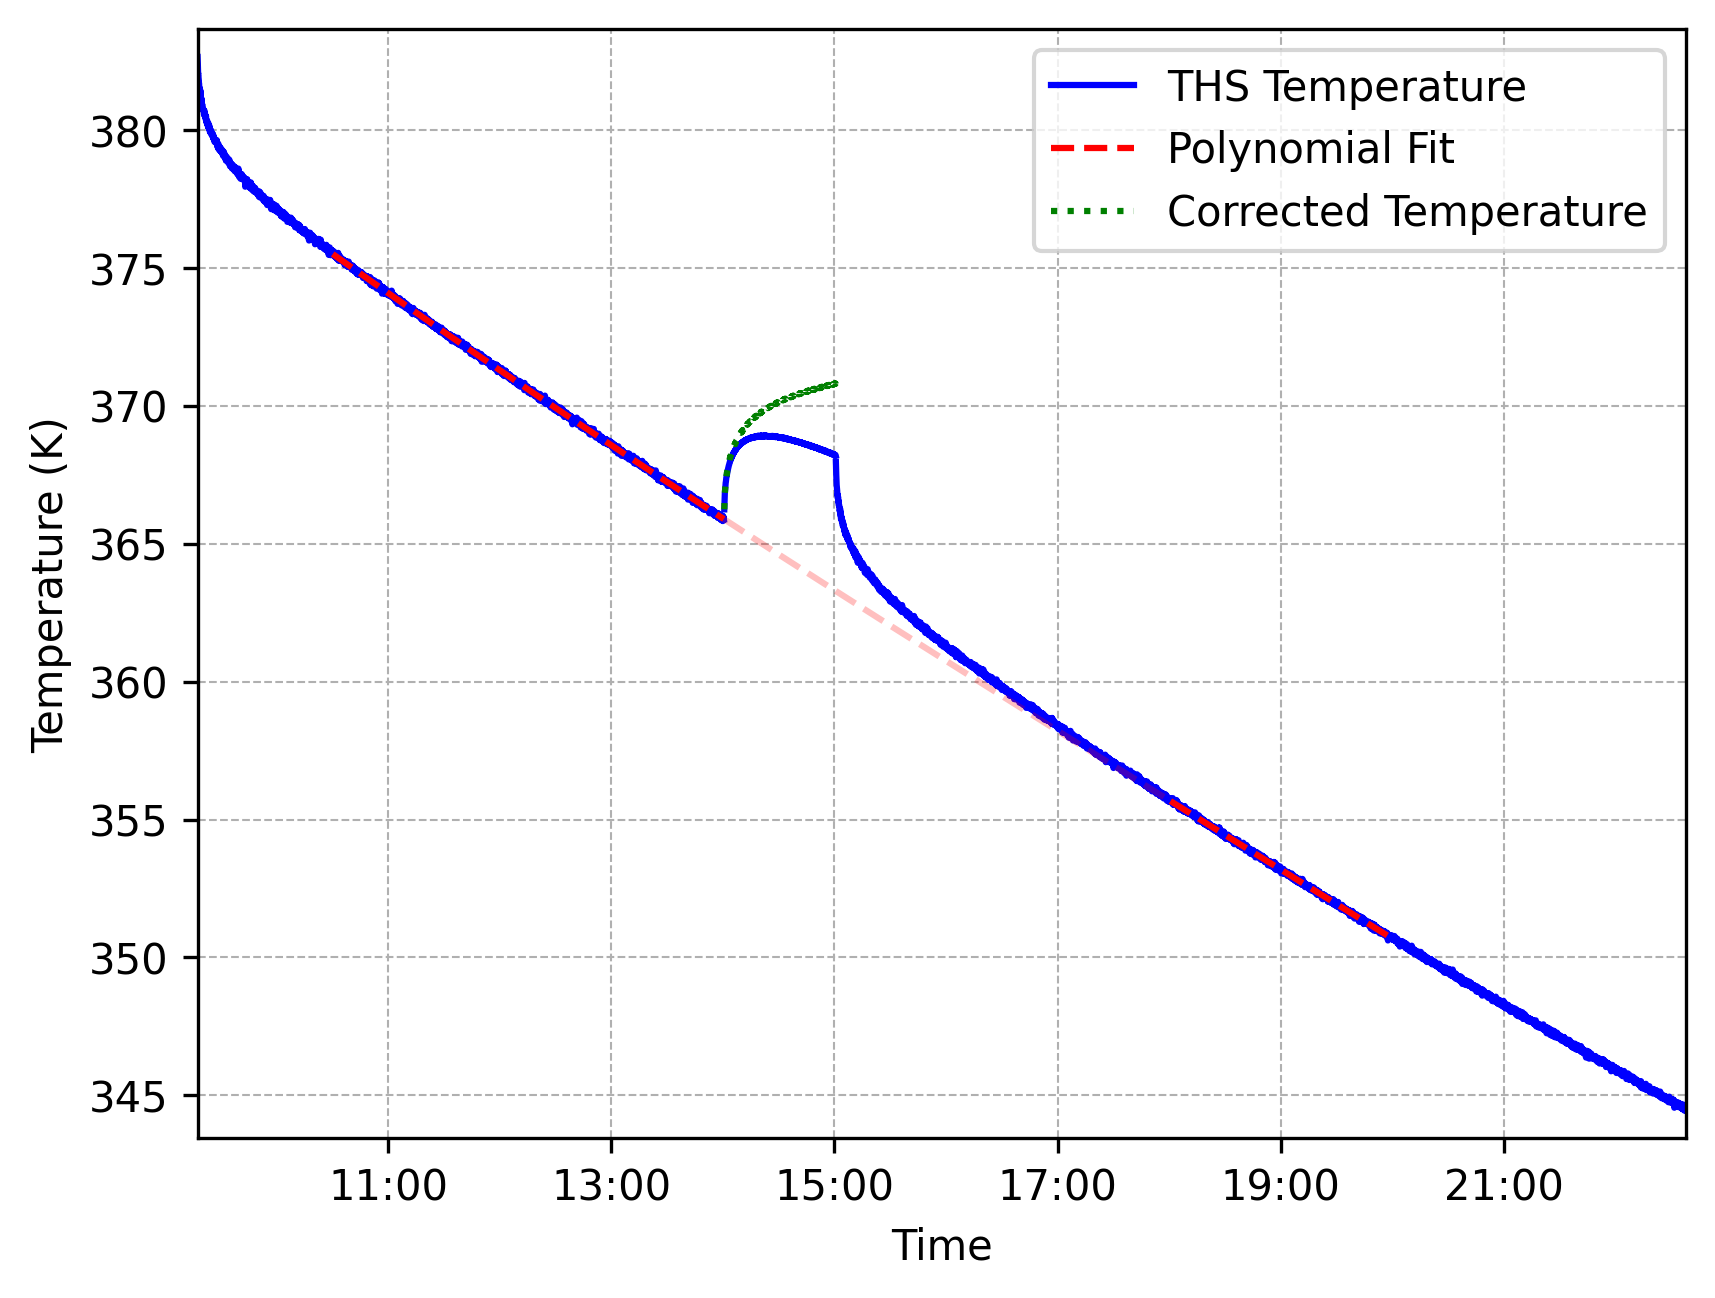 THS Temperature
Polynomial Fit
Corrected Temperature
380
375
370
365
360
355
350
345
Temperature (K)
11:00 13:00 15:00 17:00 19:00 21:00
Time